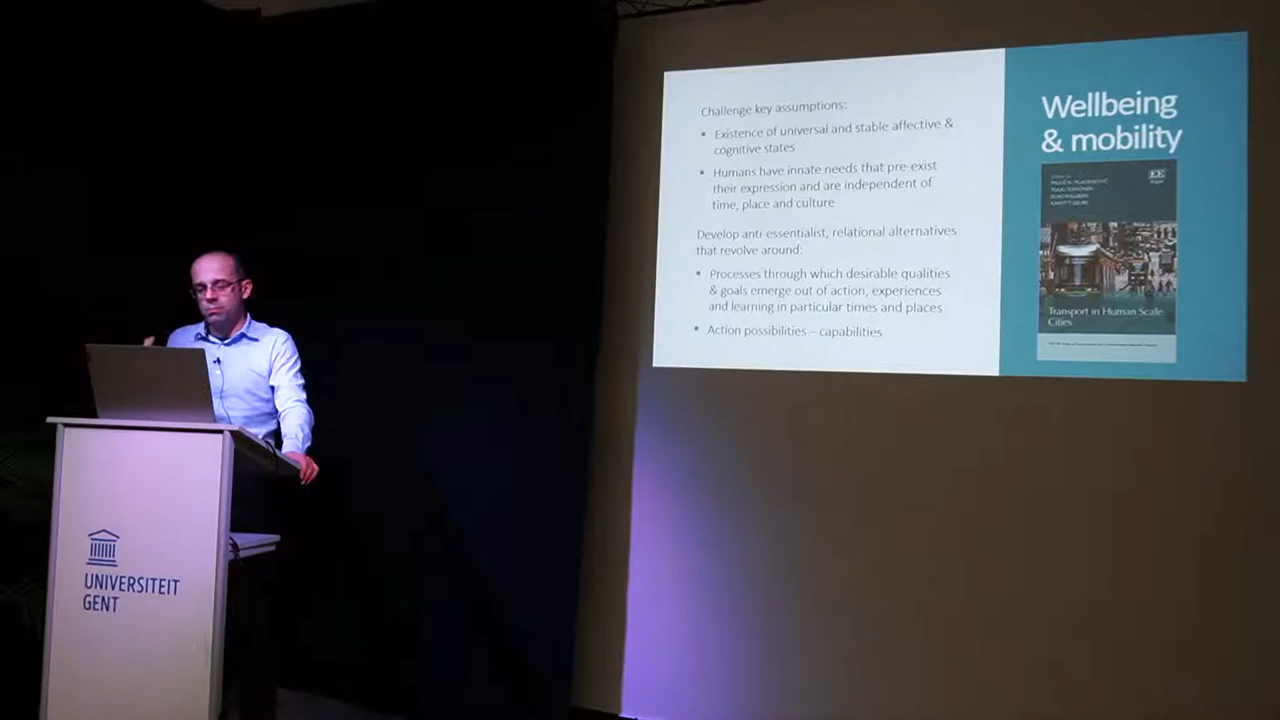 Challenge key assumptions:
▪ Existence of universal and stable affective &
cognitive states
▪ Humans have innate needs that pre-exist
their expression and are independent of
time, place and culture
Develop anti-essentialist, relational alternatives
that revolve around:
▪ Processes through which desirable qualities
& goals emerge out of action, experiences
and learning in particular times and places
▪ Action possibilities – capabilities
Wellbeing
& mobility
EE
Transport in Human Scale
Cities
UNIVERSITEIT
GENT